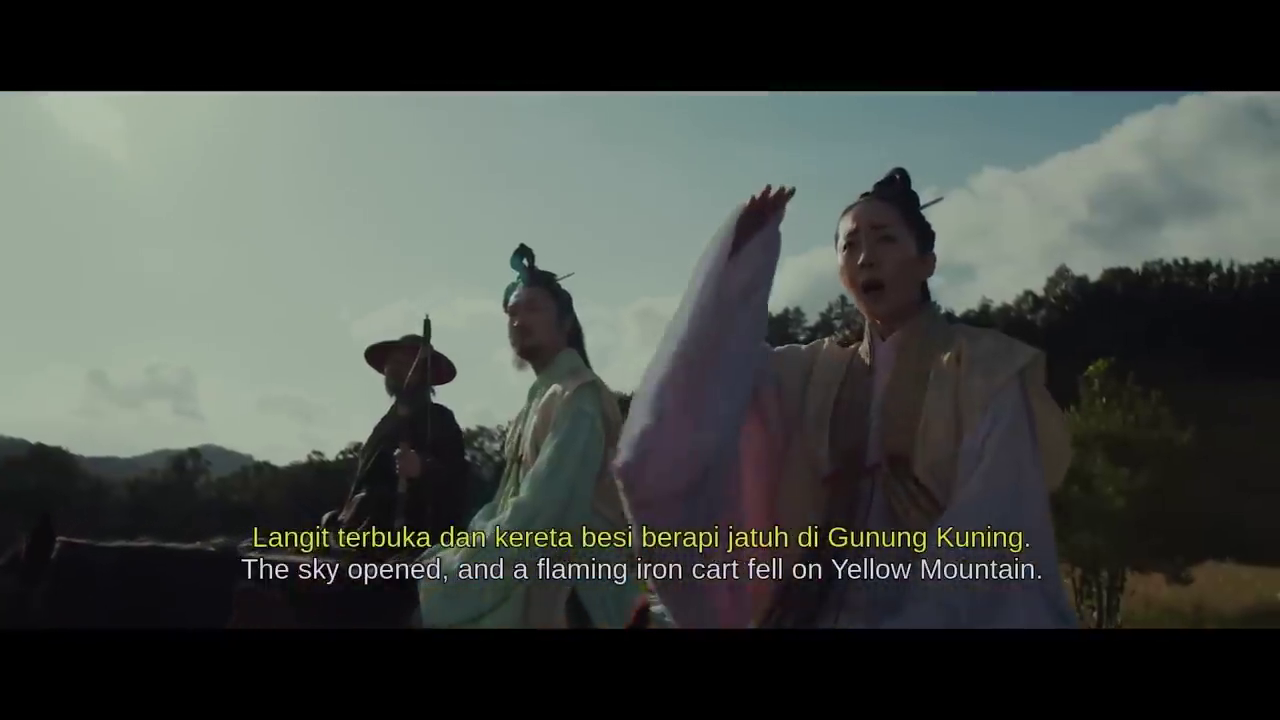 Langit terbuka dan kereta besi berapi jatuh di Gunung Kuning.
The sky opened, and a flaming iron cart fell on Yellow Mountain.